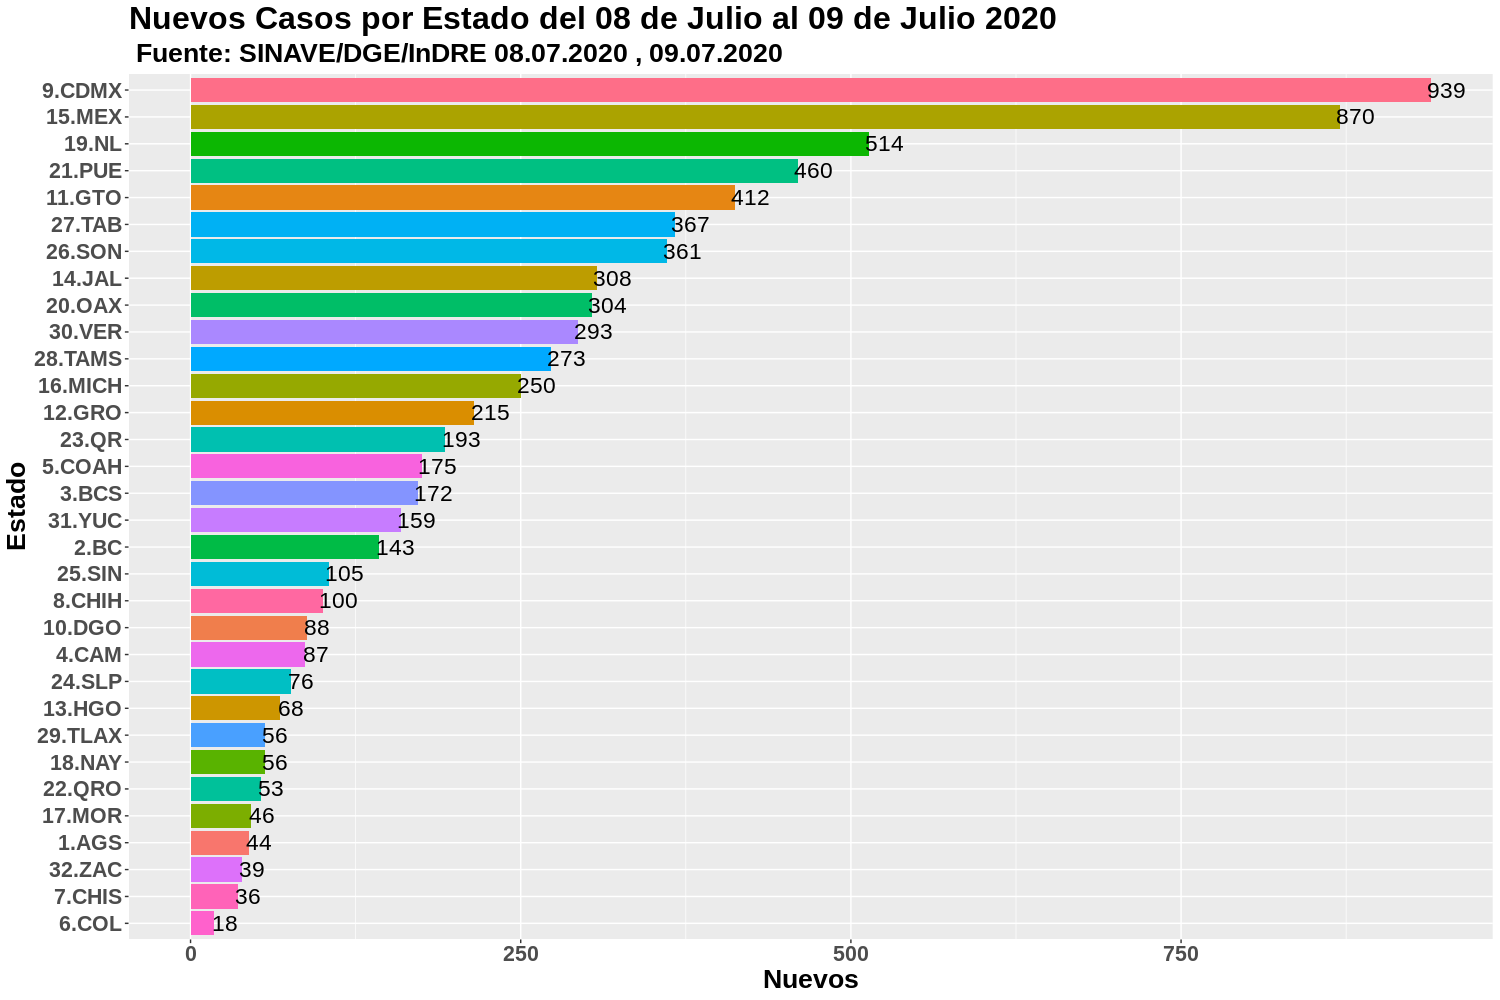 Nuevos Casos por Estado del 08 de Julio al 09 de Julio 2020
Fuente: SINAVE/DGE/InDRE 08.07.2020 , 09.07.2020
9.CDMX 939
15.MEX 870
19.NL 514
21.PUE 460
11.GTO 412
27.TAB 367
26.SON 361
14.JAL 308
20.OAX 304
30.VER 293
28.TAMS 273
16.MICH 250
12.GRO 215
23.QR 193
5.COAH 175
3.BCS 172
31.YUC 159
2.BC 143
25.SIN 105
8.CHIH 100
10.DGO 88
4.CAM 87
24.SLP 76
13.HGO 68
29.TLAX 56
18.NAY 56
22.QRO 53
17.MOR 46
1.AGS 44
32.ZAC 39
7.CHIS 36
6.COL 18
Estado
0 250 500 750
Nuevos